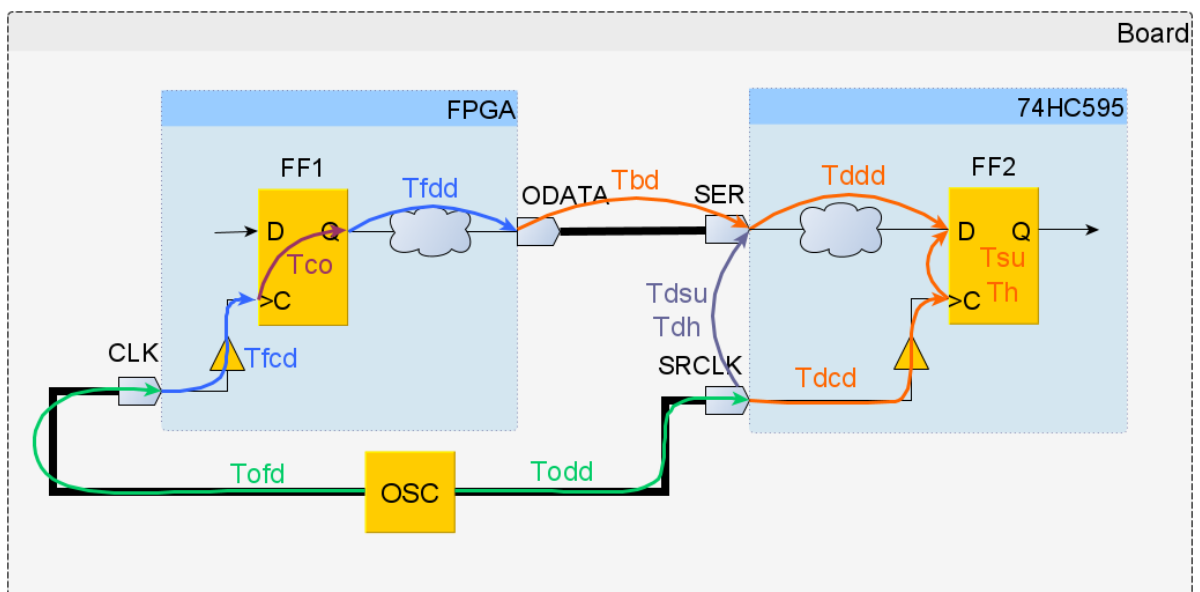 Board
FPGA
74HC595
FF1
FF2
Tfdd
Tbd
Tddd
ODATA
SER
D
Q
D
Q
Tco
Tsu
Th
>C
>C
Tdsu
Tdh
CLK
Tfcd
SRCLK
Tdcd
Tofd
OSC
Todd